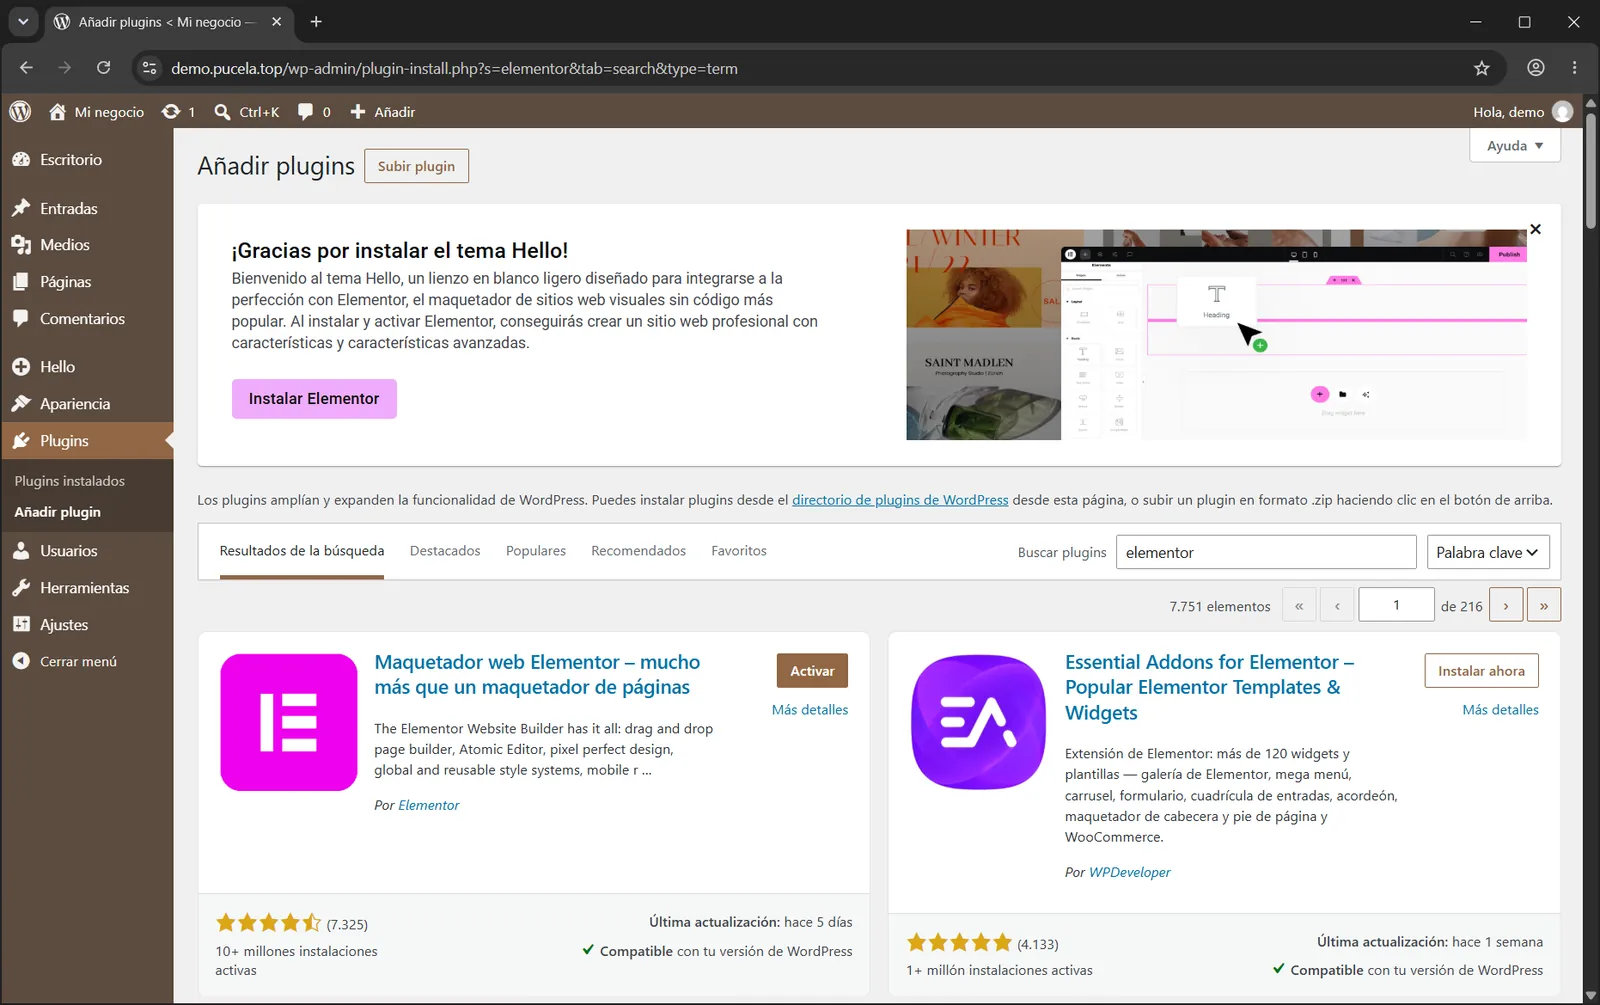 Añadir plugins < Mi negocio —
demo.pucela.top/wp-admin/plugin-install.php?s=elementor&tab=search&type=term
Mi negocio
1
Ctrl+K
0
Añadir
Hola, demo
Escritorio
Entradas
Medios
Páginas
Comentarios
Hello
Apariencia
Plugins
Plugins instalados
Añadir plugin
Usuarios
Herramientas
Ajustes
Cerrar menú
Añadir plugins
Subir plugin
Ayuda
¡Gracias por instalar el tema Hello!
Bienvenido al tema Hello, un lienzo en blanco ligero diseñado para integrarse a la
perfección con Elementor, el maquetador de sitios web visuales sin código más
popular. Al instalar y activar Elementor, conseguirás crear un sitio web profesional con
características y características avanzadas.
Instalar Elementor
Publish
Elements
Heading
SAINT MADLEN
Drag widget here
Los plugins amplían y expanden la funcionalidad de WordPress. Puedes instalar plugins desde el directorio de plugins de WordPress desde esta página, o subir un plugin en formato .zip haciendo clic en el botón de arriba.
Resultados de la búsqueda
Destacados
Populares
Recomendados
Favoritos
Buscar plugins
elementor
Palabra clave
7.751 elementos
«
‹
1
de 216
›
»
Maquetador web Elementor – mucho
más que un maquetador de páginas
Activar
Más detalles
The Elementor Website Builder has it all: drag and drop
page builder, Atomic Editor, pixel perfect design,
global and reusable style systems, mobile r ...
Por Elementor
(7.325)
10+ millones instalaciones
activas
Última actualización: hace 5 días
Compatible con tu versión de WordPress
EA
Essential Addons for Elementor –
Popular Elementor Templates &
Widgets
Instalar ahora
Más detalles
Extensión de Elementor: más de 120 widgets y
plantillas — galería de Elementor, mega menú,
carrusel, formulario, cuadrícula de entradas, acordeón,
maquetador de cabecera y pie de página y
WooCommerce.
Por WPDeveloper
(4.133)
1+ millón instalaciones activas
Última actualización: hace 1 semana
Compatible con tu versión de WordPress